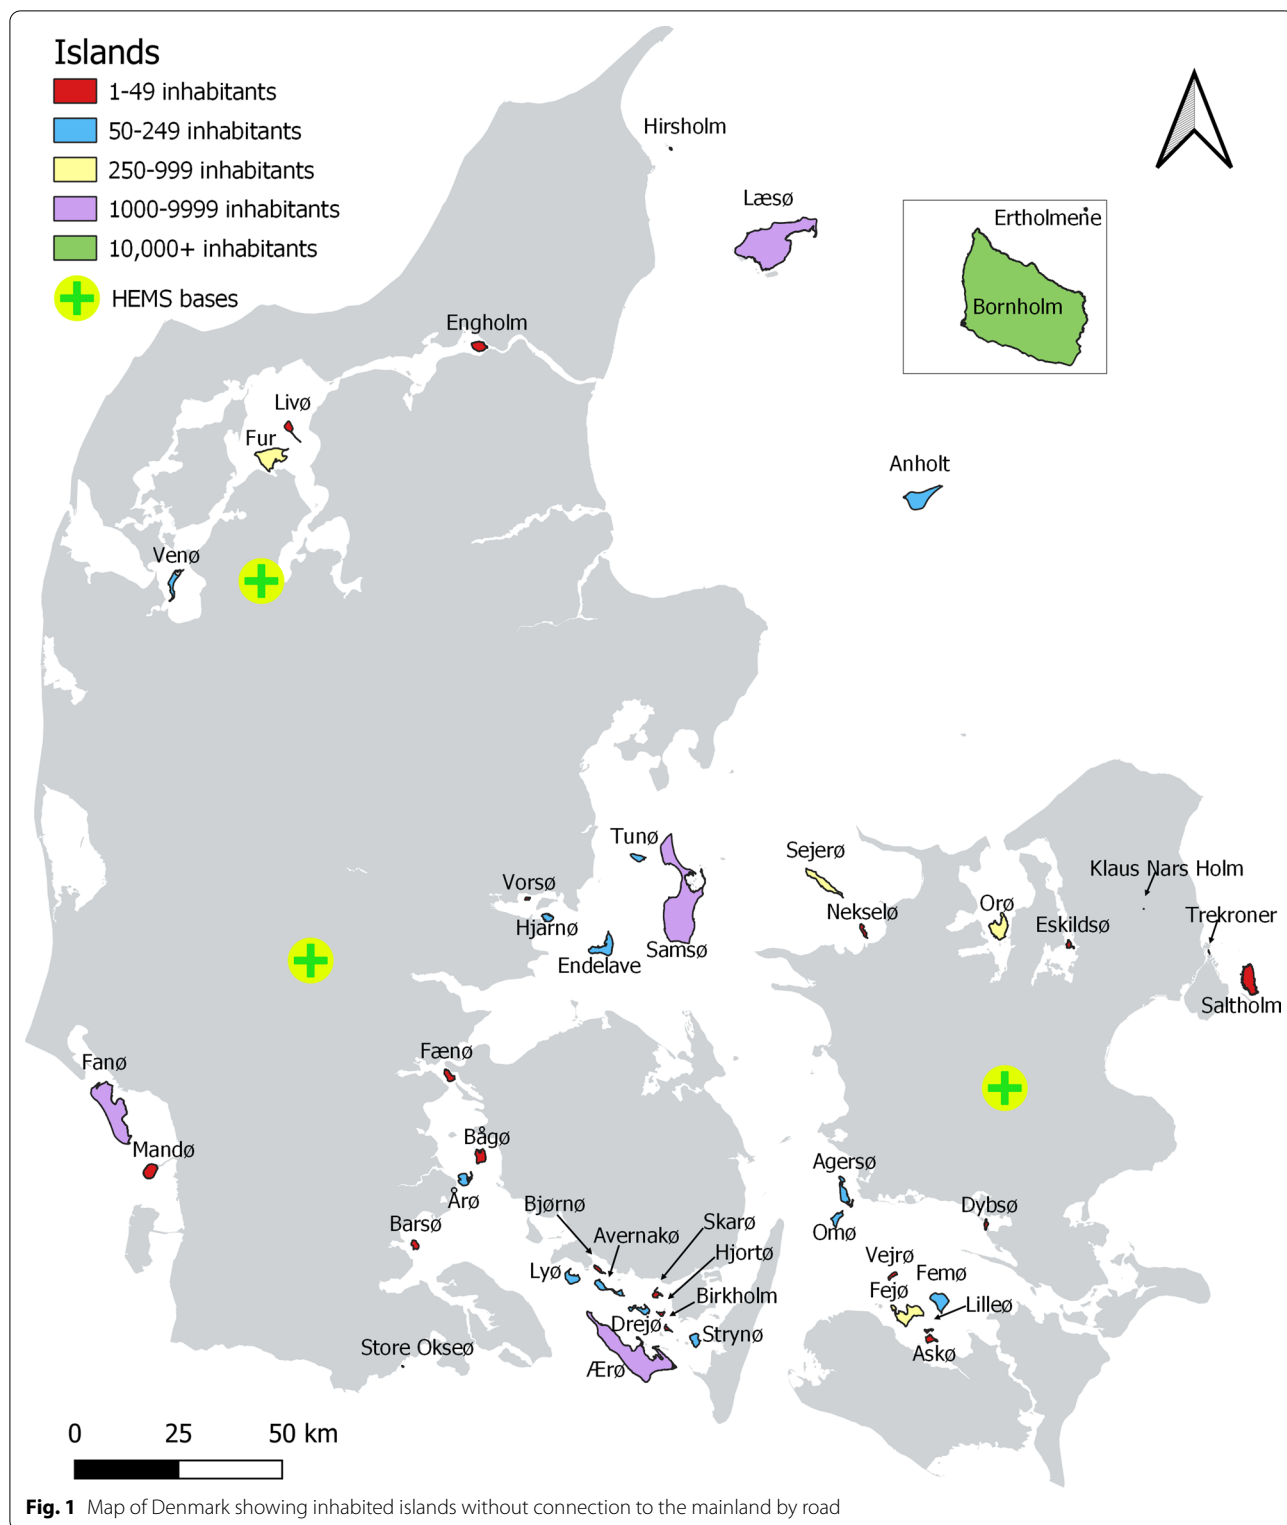 Islands
1-49 inhabitants
50-249 inhabitants
250-999 inhabitants
1000-9999 inhabitants
10,000+ inhabitants
HEMS bases
Hirsholm
Læsø
Ertholmene
Bornholm
Engholm
Livø
Fur
Anholt
Venø
Tunø
Sejerø
Klaus Nars Holm
Vorsø
Nekselø
Orø
Trekroner
Hjarnø
Eskildsø
Samsø
Endelave
Saltholm
Fænø
Fanø
Bågø
Mandø
Agersø
Årø
Bjørnø
Dybsø
Barsø
Skarø
Avernakø
Omø
Hjortø
Vejrø
Lyø
Femø
Fejø
Birkholm
Lilleø
Drejø
Strynø
Store Okseø
Askø
Ærø
0 25 50 km
Fig. 1 Map of Denmark showing inhabited islands without connection to the mainland by road